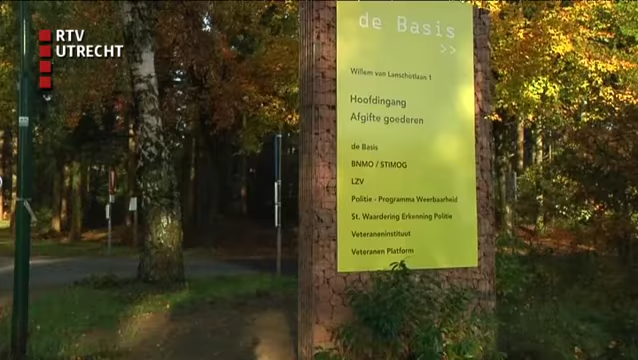 RTV
UTRECHT
de Basis
>>
Willem van Lanschotlaan 1
Hoofdingang
Afgifte goederen
de Basis
BNMO / STIMOG
LZV
Politie - Programma Weerbaarheid
St. Waardering Erkenning Politie
Veteraneninstituut
Veteranen Platform